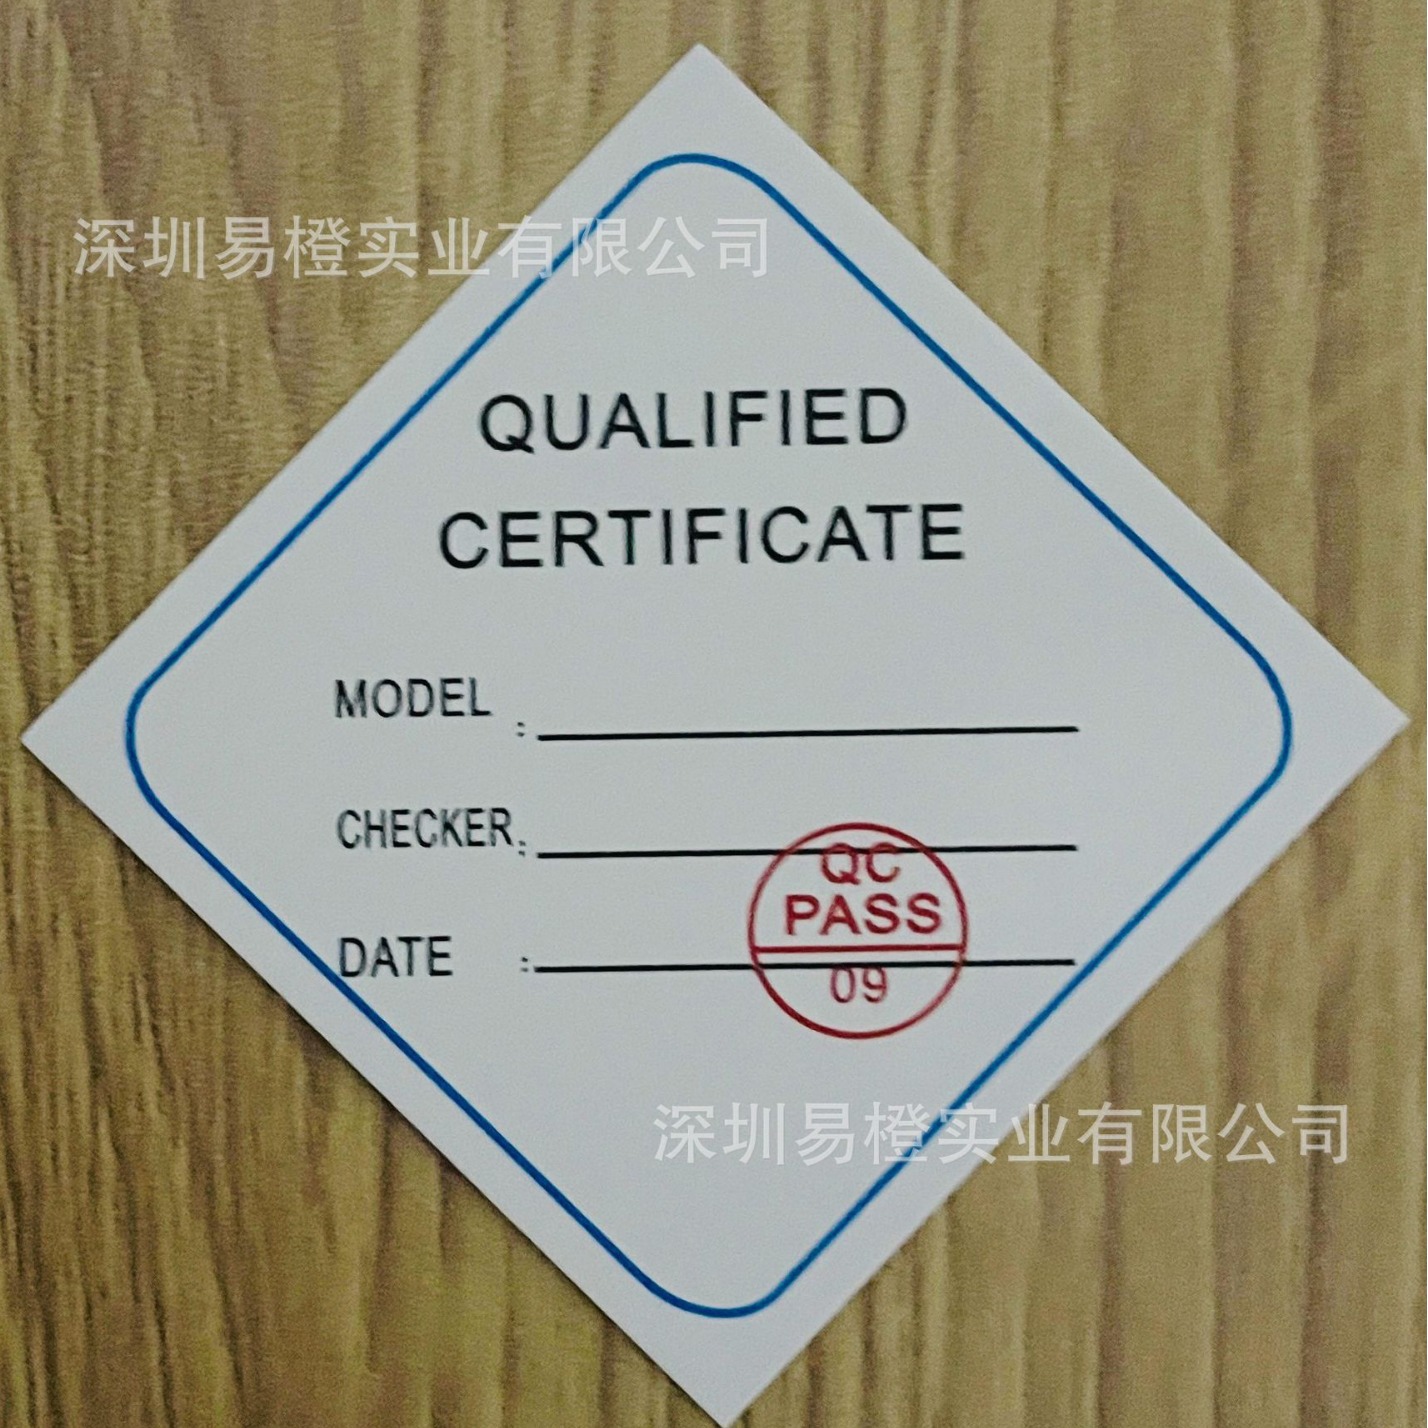 深圳易橙实业有限公司
QUALIFIED
CERTIFICATE
MODEL :
CHECKER:
QC
PASS
DATE :
09
深圳易橙实业有限公司